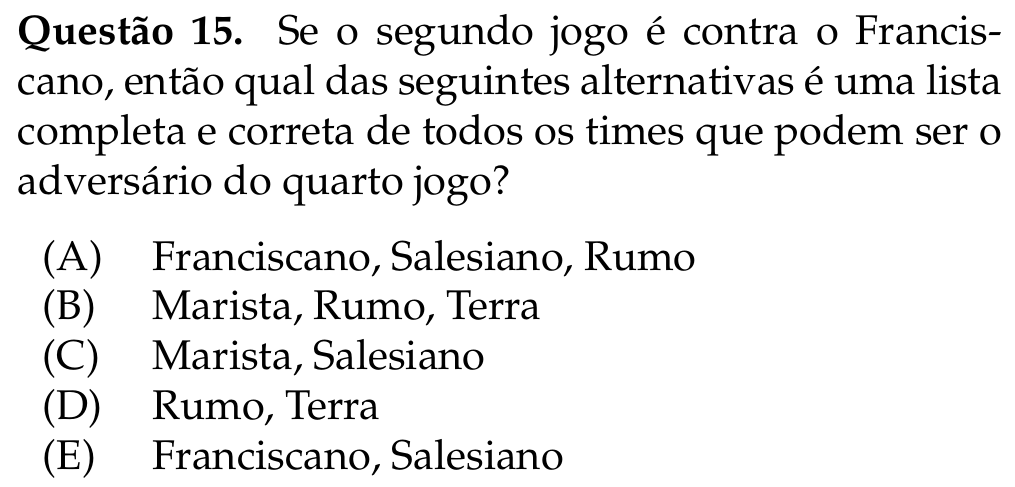 Questão 15. Se o segundo jogo é contra o Francis-
cano, então qual das seguintes alternativas é uma lista
completa e correta de todos os times que podem ser o
adversário do quarto jogo?
(A) Franciscano, Salesiano, Rumo
(B) Marista, Rumo, Terra
(C) Marista, Salesiano
(D) Rumo, Terra
(E) Franciscano, Salesiano